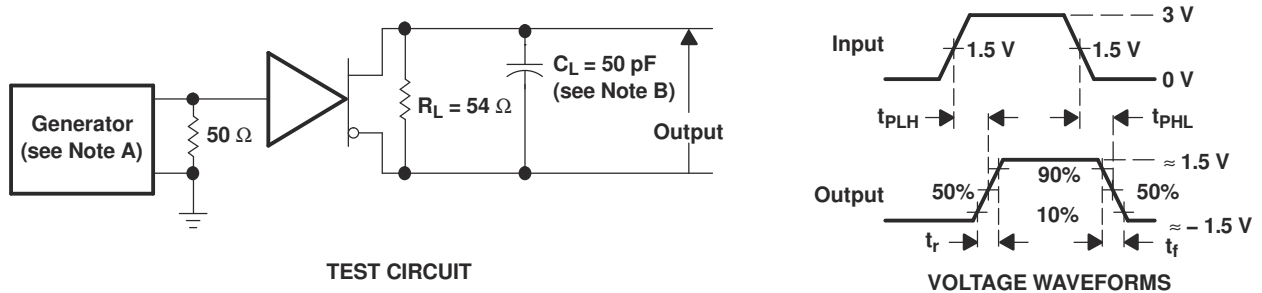 Generator
(see Note A)
50 Ω
R_L = 54 Ω
C_L = 50 pF
(see Note B)
Output
TEST CIRCUIT
Input
3 V
1.5 V
1.5 V
0 V
t_PLH
t_PHL
≈ 1.5 V
50%
90%
50%
Output
10%
≈ – 1.5 V
t_r
t_f
VOLTAGE WAVEFORMS